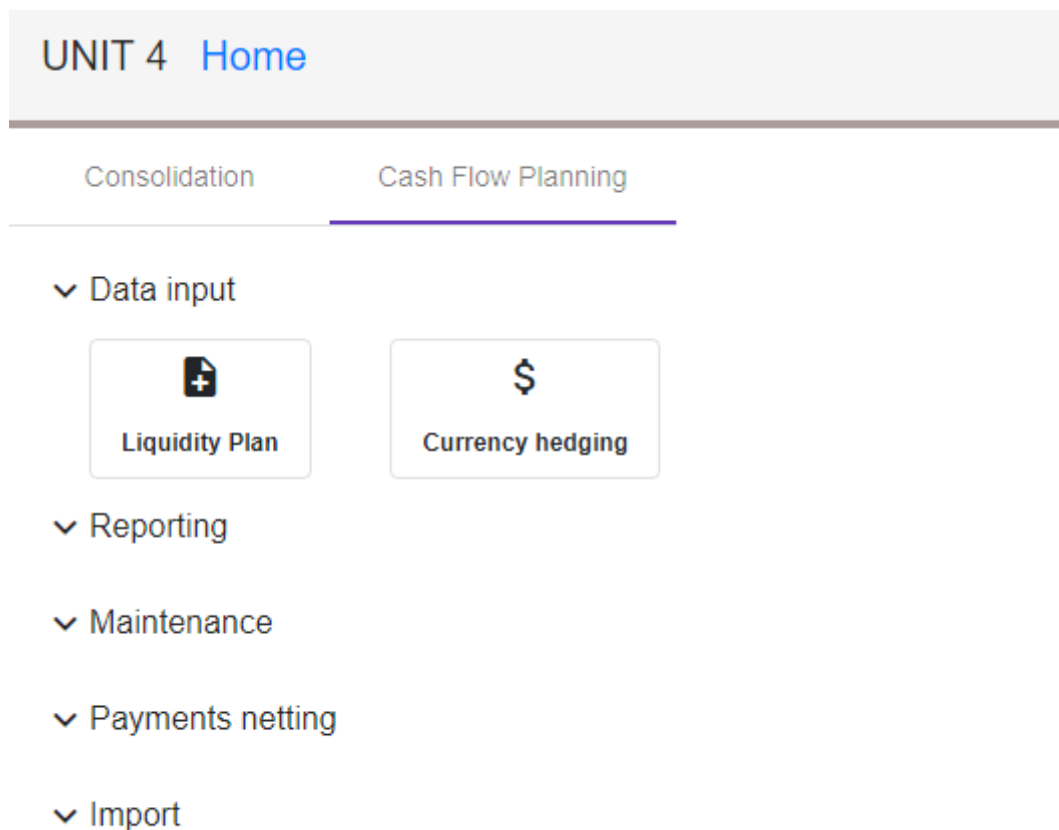 UNIT 4 Home
Consolidation Cash Flow Planning
Data input
Liquidity Plan Currency hedging
Reporting
Maintenance
Payments netting
Import